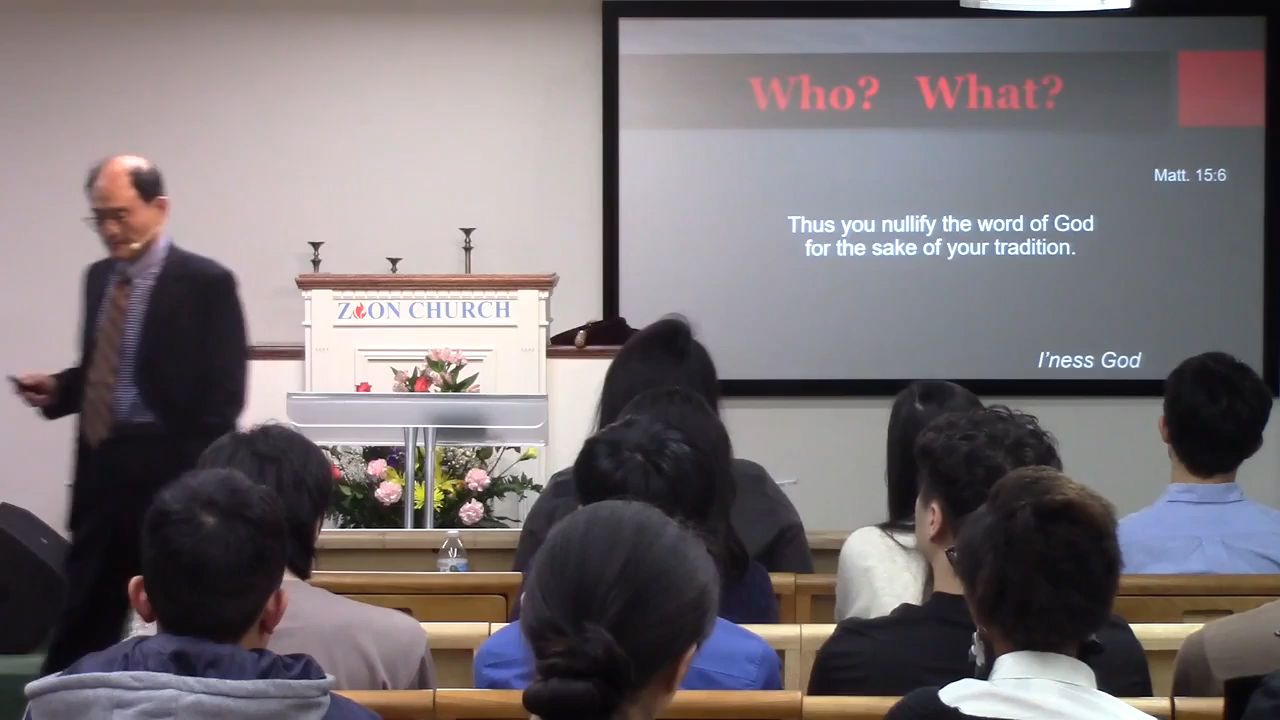 Who? What?
Matt. 15:6
Thus you nullify the word of God
for the sake of your tradition.
I'ness God
ZION CHURCH